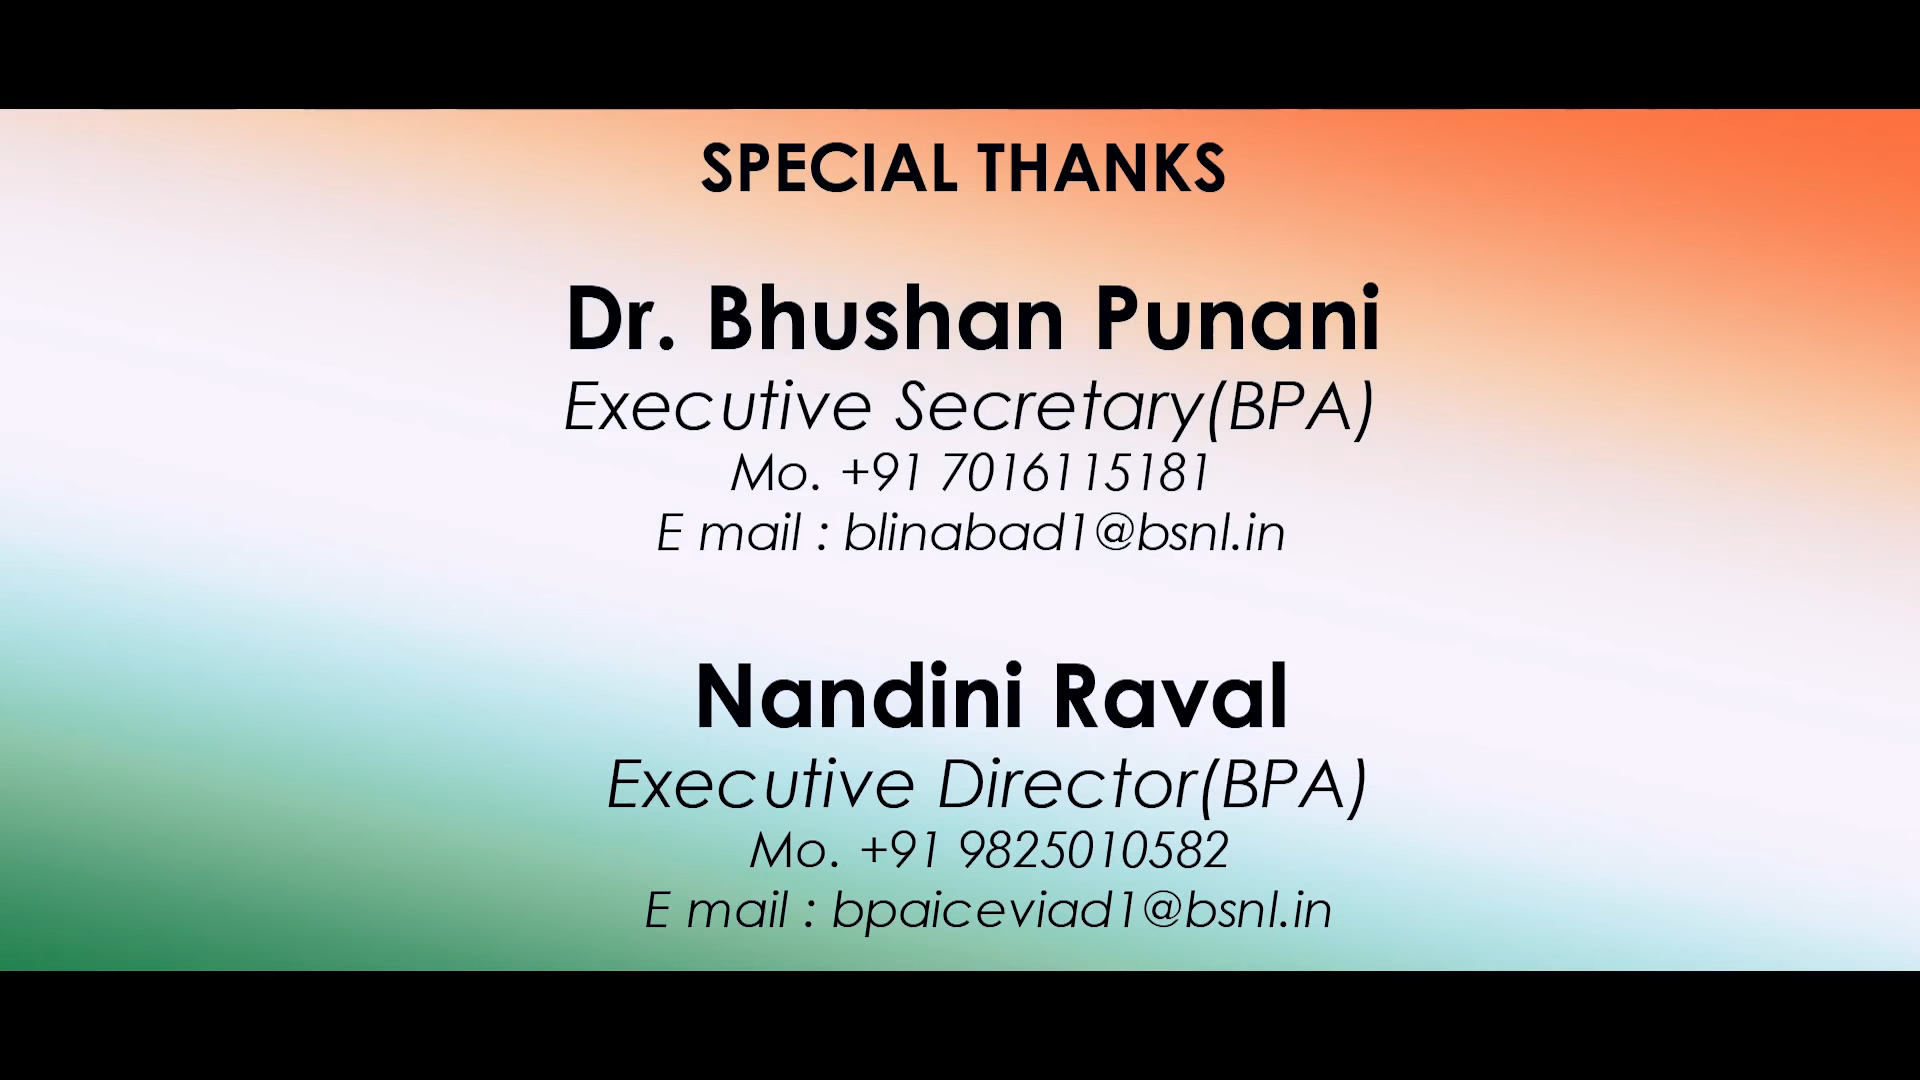 SPECIAL THANKS
Dr. Bhushan Punani
Executive Secretary(BPA)
Mo. +91 7016115181
E mail : blinabad1@bsnl.in
Nandini Raval
Executive Director(BPA)
Mo. +91 9825010582
E mail : bpaiceviad1@bsnl.in